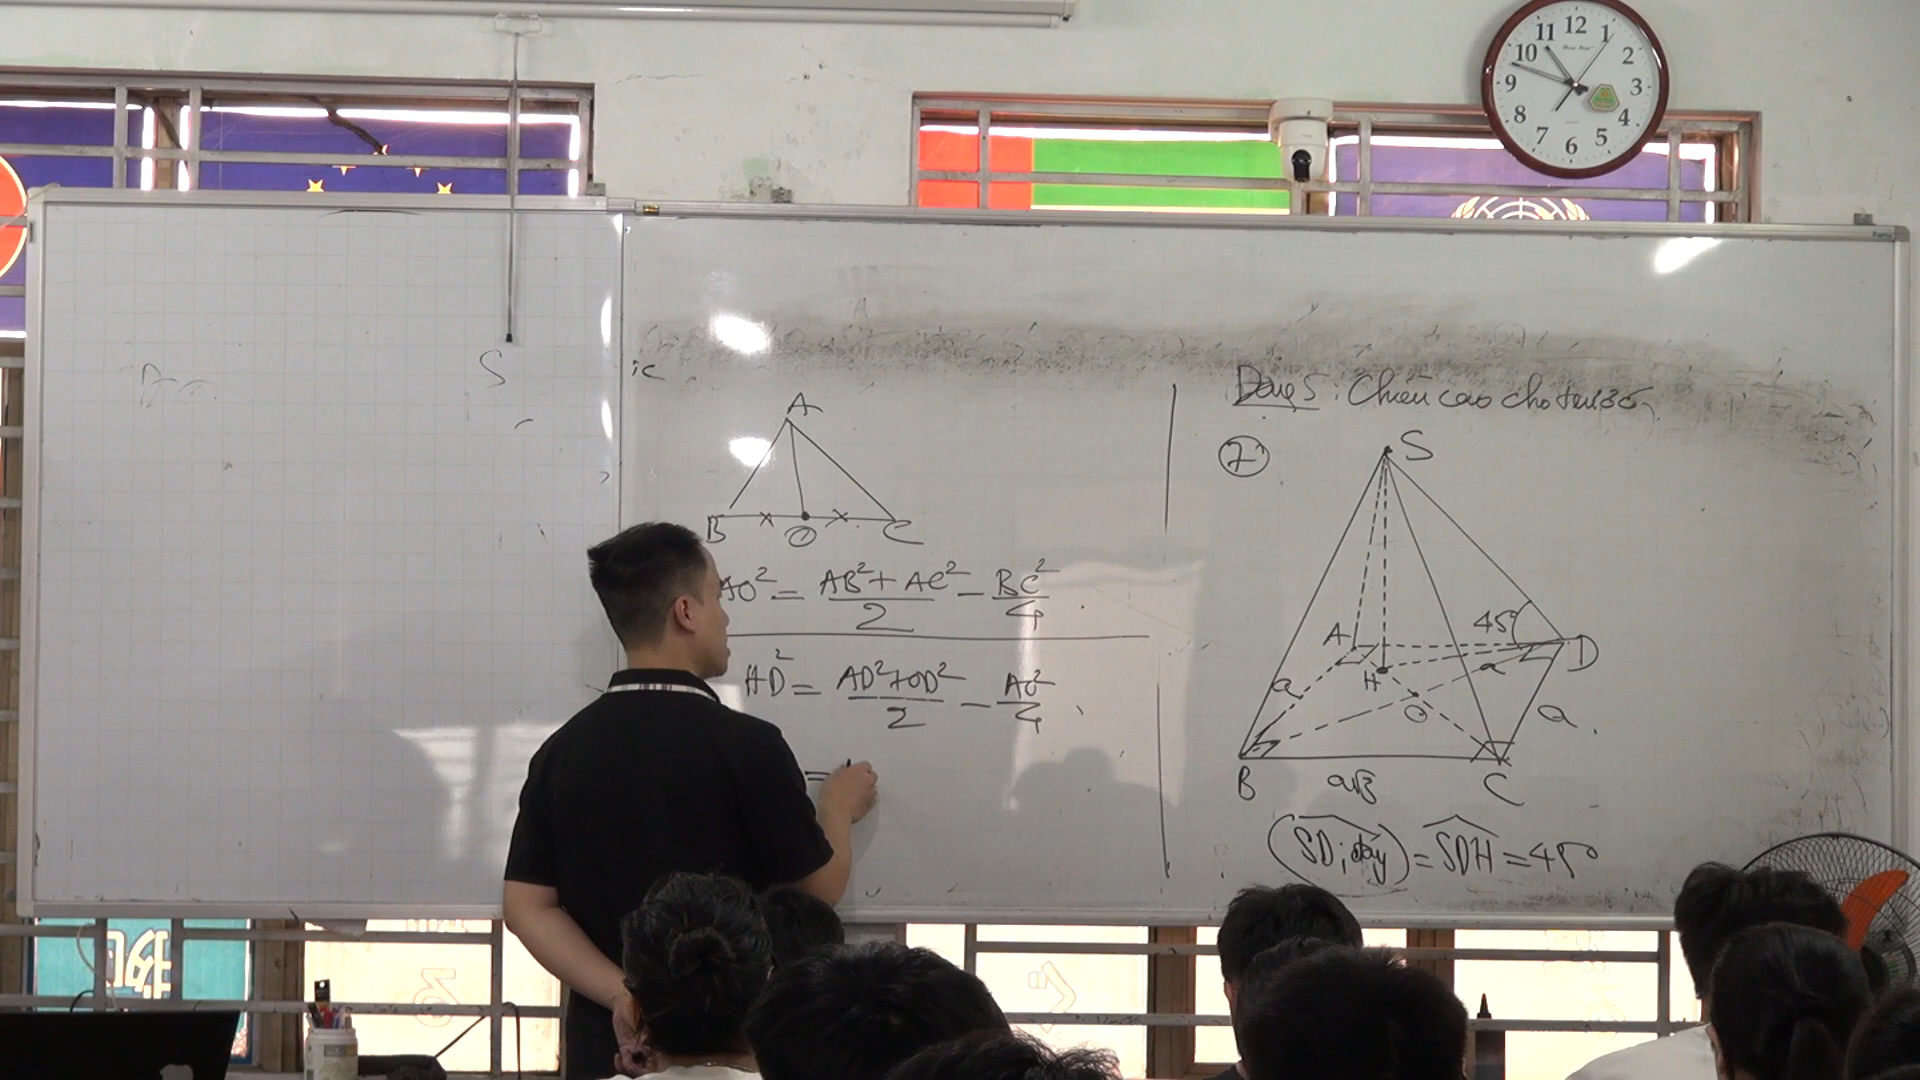 S
ic
A
B O C
AO² = (AB² + AC²)/2 - BC²/4
HD² = (AD² + OD²)/2 - AO²/4
=
Dạng 5: Chiều cao cho trước
7
S
45°
A D
H a
a O a
B a√3 C
(SD; đáy) = SDH = 45°
11 12 1
10 2
9 3
8 4
7 6 5